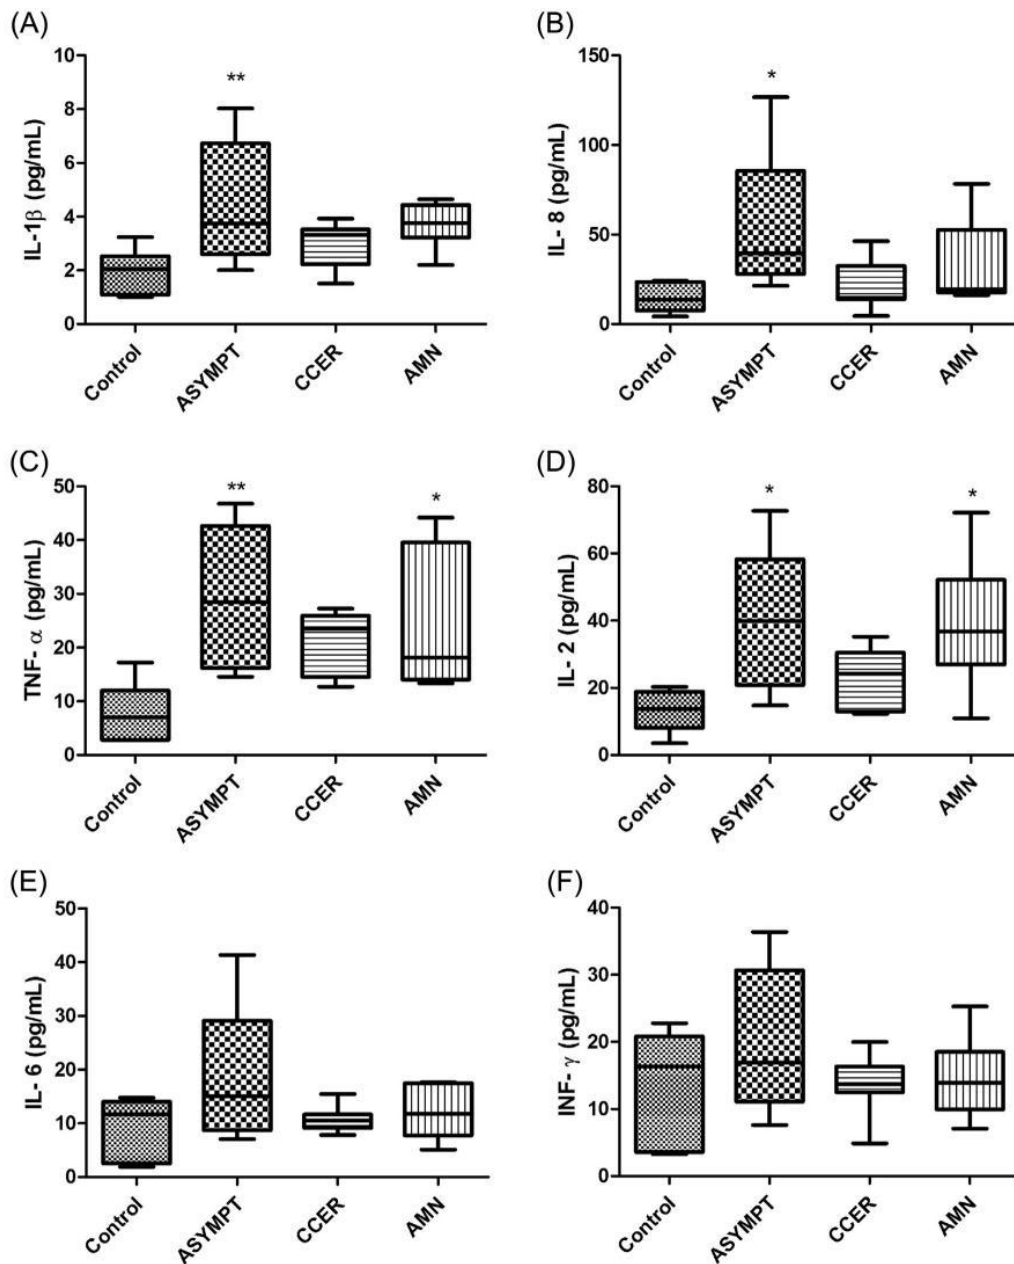 (A)
IL-1β (pg/mL)
10
8
6
4
2
0
**
Control
ASYMPT
CCER
AMN
(B)
IL- 8 (pg/mL)
150
100
50
0
*
Control
ASYMPT
CCER
AMN
(C)
TNF- α (pg/mL)
50
40
30
20
10
0
**
*
Control
ASYMPT
CCER
AMN
(D)
IL- 2 (pg/mL)
80
60
40
20
0
*
*
Control
ASYMPT
CCER
AMN
(E)
IL- 6 (pg/mL)
50
40
30
20
10
0
Control
ASYMPT
CCER
AMN
(F)
INF- γ (pg/mL)
40
30
20
10
0
Control
ASYMPT
CCER
AMN